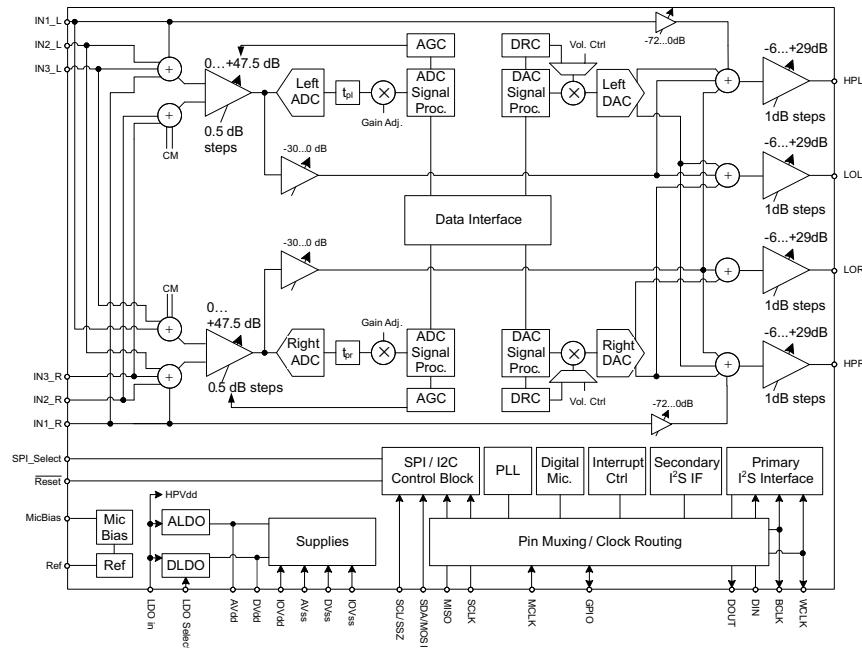 IN1_L
IN2_L
IN3_L
0… +47.5 dB
0.5 dB
steps
CM
Left
ADC
tpl
Gain Adj.
AGC
ADC
Signal
Proc.
DRC
Vol. Ctrl
DAC
Signal
Proc.
Left
DAC
-72...0dB
-6...+29dB
1dB steps
HPL
-30...0 dB
-6...+29dB
1dB steps
LOL
Data Interface
-30...0 dB
-6...+29dB
1dB steps
LOR
CM
0…
+47.5 dB
0.5 dB steps
Right
ADC
tpr
Gain Adj.
ADC
Signal
Proc.
AGC
DAC
Signal
Proc.
DRC
Vol. Ctrl
Right
DAC
-6...+29dB
1dB steps
HPR
-72...0dB
IN3_R
IN2_R
IN1_R
SPI_Select
Reset
SPI / I2C
Control Block
PLL
Digital
Mic.
Interrupt
Ctrl
Secondary
I2S IF
Primary
I2S Interface
HPVdd
MicBias
Mic
Bias
Ref
Ref
ALDO
DLDO
Supplies
Pin Muxing / Clock Routing
LDO in
LDO Select
AVdd
DVdd
IOVdd
AVss
DVss
IOVss
SCL/SSZ
SDA/MOSI
MISO
SCLK
MCLK
GPIO
DOUT
DIN
BCLK
WCLK